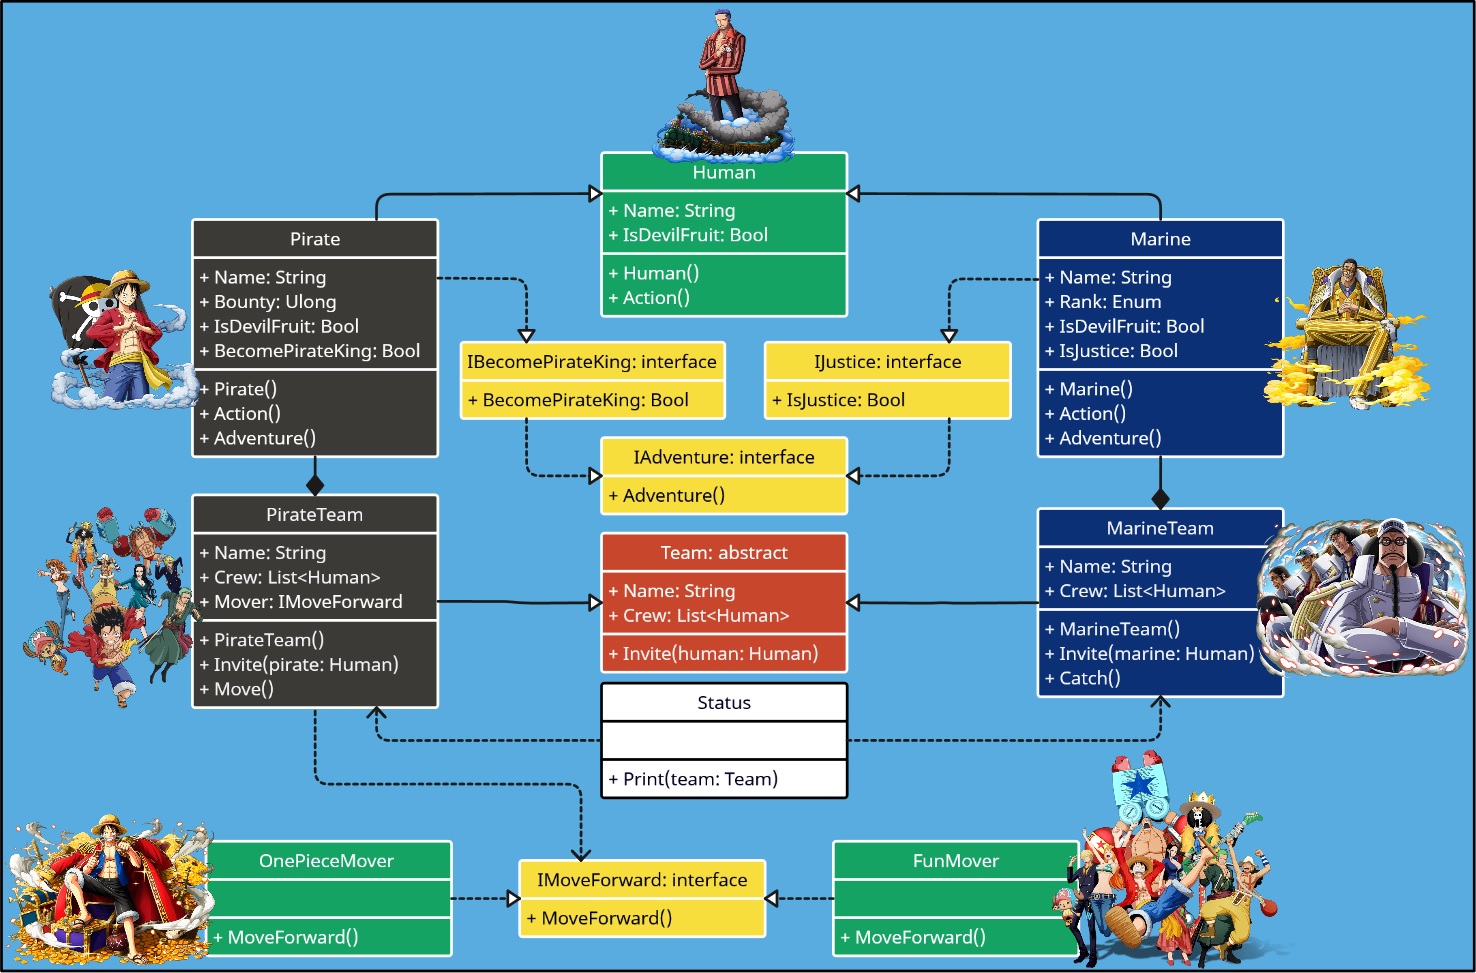 Human
+ Name: String
+ IsDevilFruit: Bool
+ Human()
+ Action()
Pirate
+ Name: String
+ Bounty: Ulong
+ IsDevilFruit: Bool
+ BecomePirateKing: Bool
+ Pirate()
+ Action()
+ Adventure()
Marine
+ Name: String
+ Rank: Enum
+ IsDevilFruit: Bool
+ IsJustice: Bool
+ Marine()
+ Action()
+ Adventure()
IBecomePirateKing: interface
+ BecomePirateKing: Bool
IJustice: interface
+ IsJustice: Bool
IAdventure: interface
+ Adventure()
PirateTeam
+ Name: String
+ Crew: List<Human>
+ Mover: IMoveForward
+ PirateTeam()
+ Invite(pirate: Human)
+ Move()
Team: abstract
+ Name: String
+ Crew: List<Human>
+ Invite(human: Human)
MarineTeam
+ Name: String
+ Crew: List<Human>
+ MarineTeam()
+ Invite(marine: Human)
+ Catch()
Status
+ Print(team: Team)
OnePieceMover
+ MoveForward()
IMoveForward: interface
+ MoveForward()
FunMover
+ MoveForward()